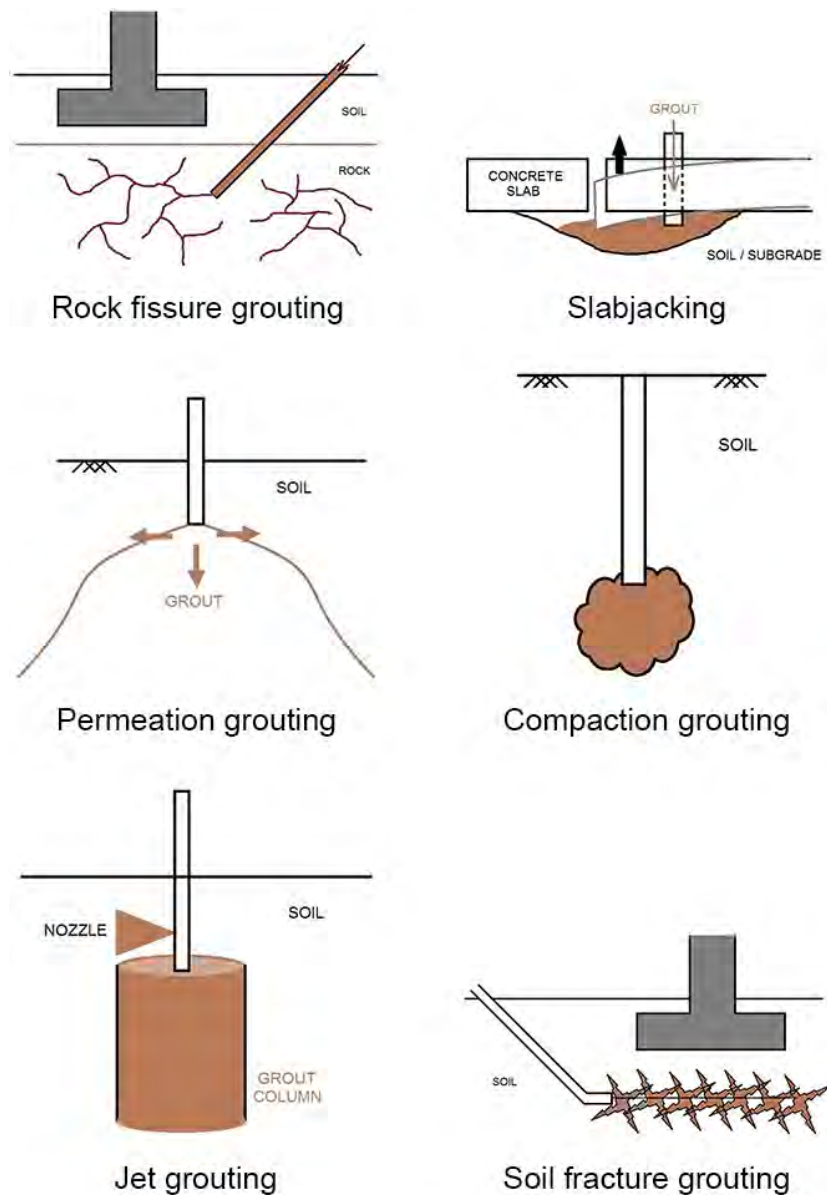 SOIL
ROCK
Rock fissure grouting
GROUT
CONCRETE
SLAB
SOIL / SUBGRADE
Slabjacking
SOIL
GROUT
Permeation grouting
SOIL
Compaction grouting
SOIL
NOZZLE
GROUT
COLUMN
Jet grouting
SOIL
Soil fracture grouting